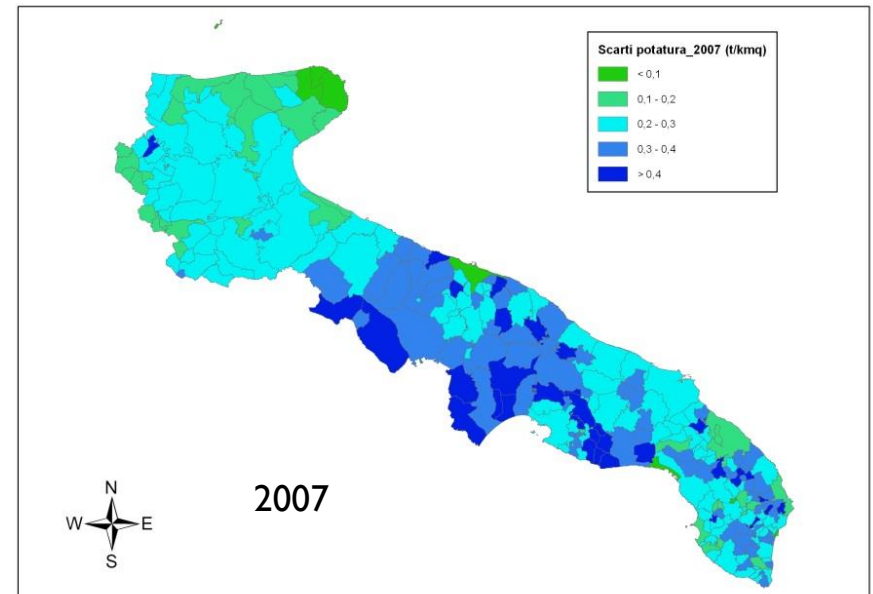 Scarti potatura_2007 (t/kmq)
< 0,1
0,1 - 0,2
0,2 - 0,3
0,3 - 0,4
> 0,4
2007
N
W E
S